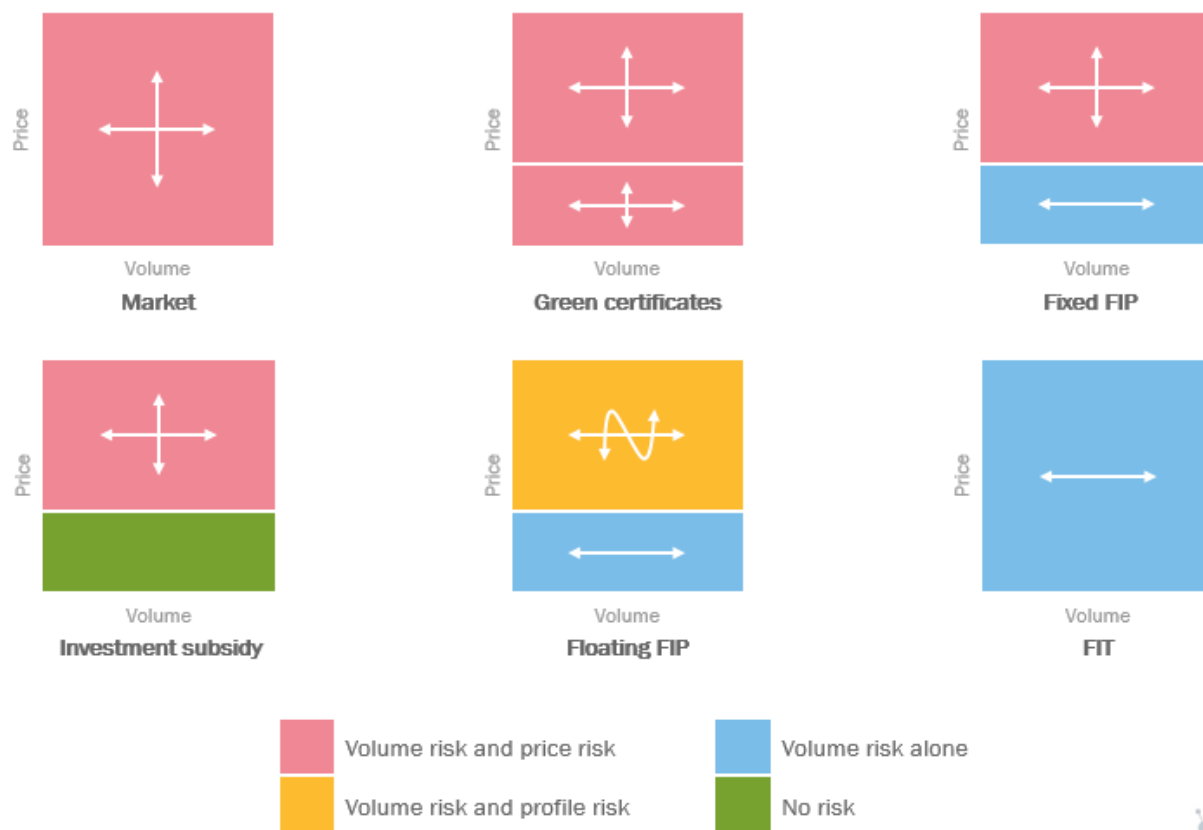 Price
Price
Price
Volume
Volume
Volume
Market
Green certificates
Fixed FIP
Price
Price
Price
Volume
Volume
Volume
Investment subsidy
Floating FIP
FIT
Volume risk and price risk
Volume risk alone
Volume risk and profile risk
No risk